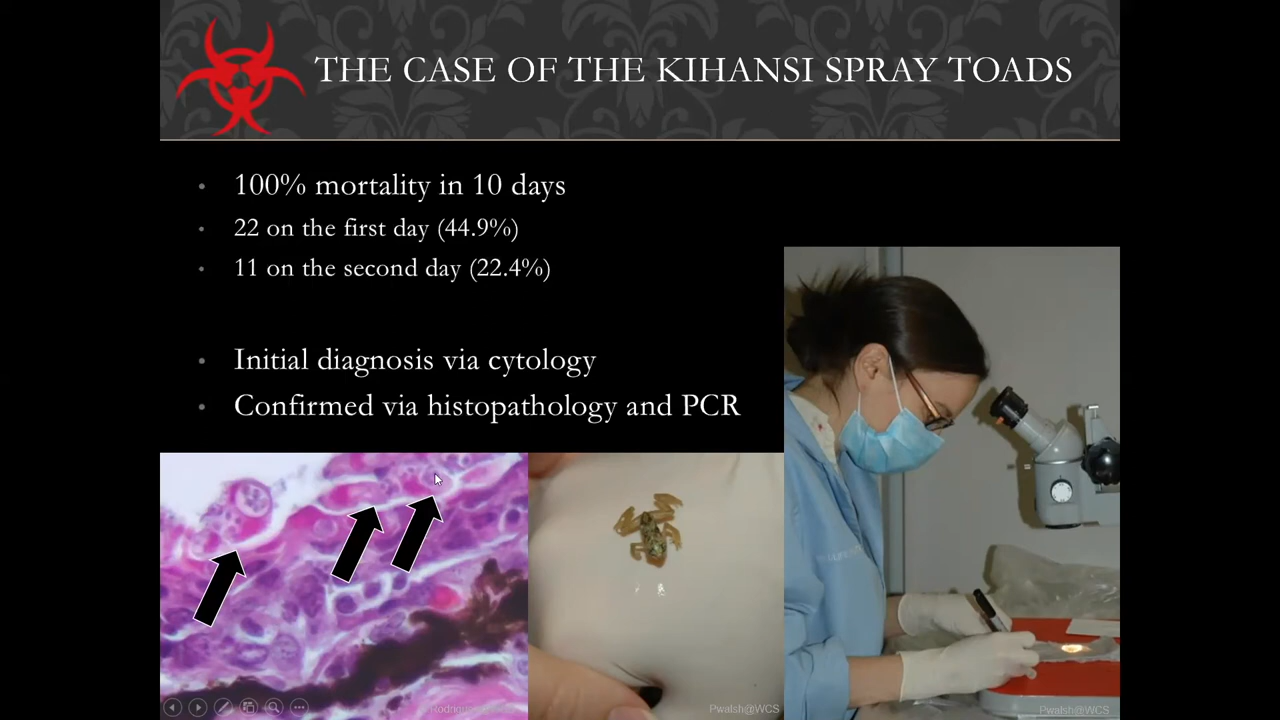 THE CASE OF THE KIHANSI SPRAY TOADS
• 100% mortality in 10 days
• 22 on the first day (44.9%)
• 11 on the second day (22.4%)
• Initial diagnosis via cytology
• Confirmed via histopathology and PCR
Pwalsh@WCS
Pwalsh@WCS